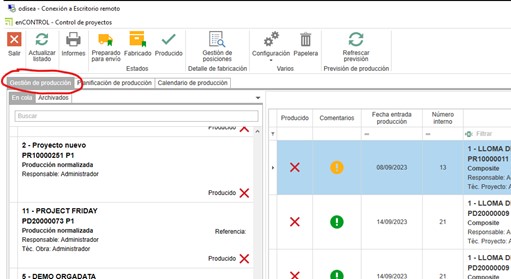 odisea - Conexión a Escritorio remoto
enCONTROL - Control de proyectos
Salir
Actualizar listado
Informes
Preparado para envío
Fabricado
Producido
Gestión de posiciones
Configuración
Papelera
Refrescar previsión
Estados
Detalle de fabricación
Varios
Previsión de producción
Gestión de producción
Planificación de producción
Calendario de producción
En cola
Archivados
Buscar
Producido
2 - Proyecto nuevo
PR10000251 P1
Producción normalizada
Responsable: Administrador
Producido
11 - PROJECT FRIDAY
PD20000073 P1
Producción normalizada
Referencia:
Téc. Obra: Administrador
Producido
5 - DEMO ORGADATA
Producido
Comentarios
Fecha entrada producción
Número interno
Filtrar
08/09/2023
13
1 - LLOMA D
PR10000011
Composite
Responsable: A
Téc. Proyecto: A
14/09/2023
21
1 - LLOMA D
PD20000009
Composite
Responsable: A
Téc. Proyecto: A
14/09/2023
21
1 - LLOMA D
PD20000009
Composite